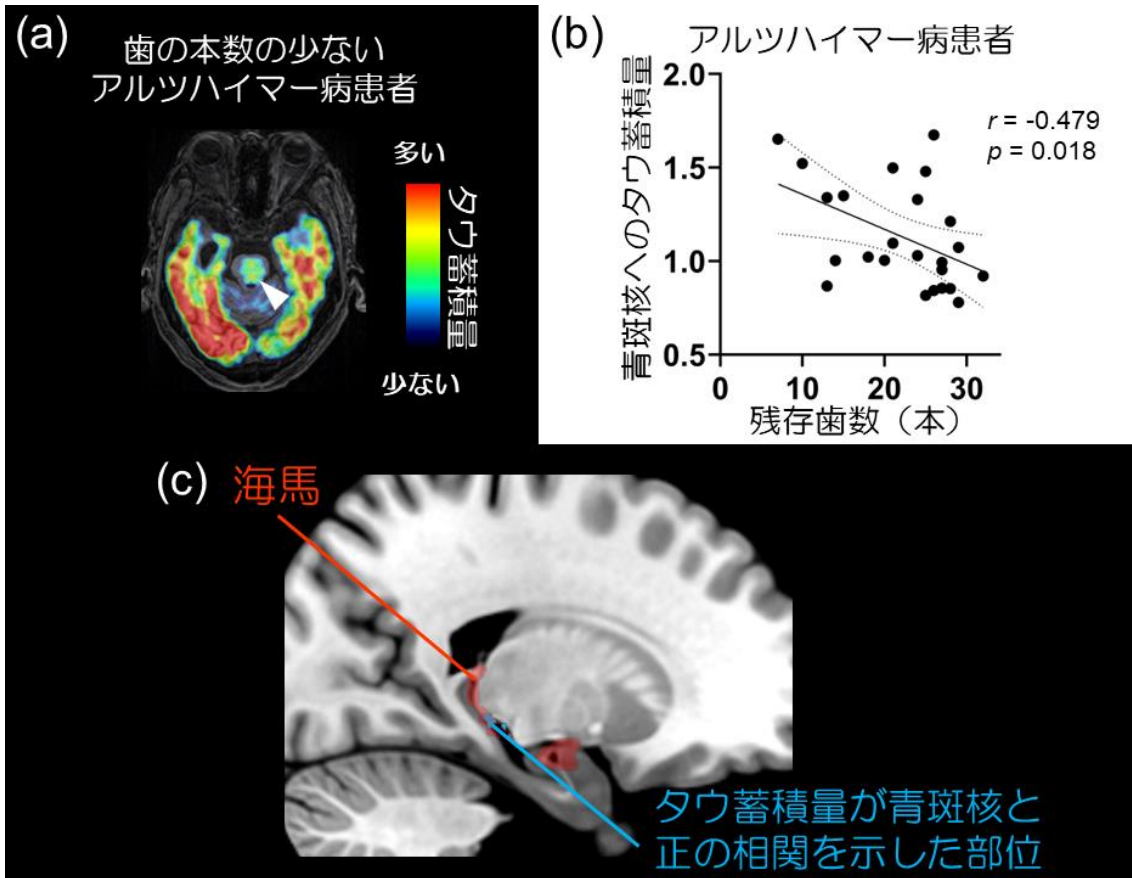 (a)
歯の本数の少ない
アルツハイマー病患者
多い
タウ蓄積量
少ない
(b)
アルツハイマー病患者
青斑核へのタウ蓄積量
2.0
1.5
1.0
0.5
0
10
20
30
残存歯数（本）
r = -0.479
p = 0.018
(c)
海馬
タウ蓄積量が青斑核と
正の相関を示した部位